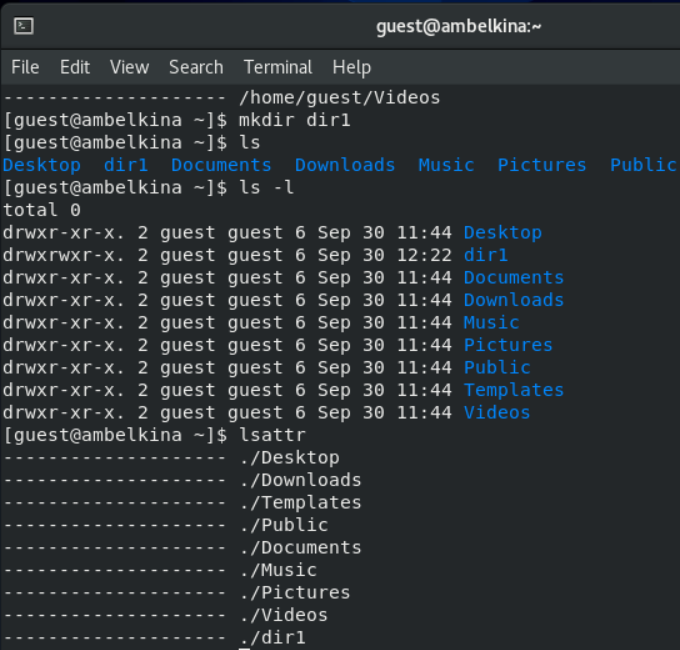 guest@ambelkina:~
File Edit View Search Terminal Help
-------------------- /home/guest/Videos
[guest@ambelkina ~]$ mkdir dir1
[guest@ambelkina ~]$ ls
Desktop dir1 Documents Downloads Music Pictures Public
[guest@ambelkina ~]$ ls -l
total 0
drwxr-xr-x. 2 guest guest 6 Sep 30 11:44 Desktop
drwxrwxr-x. 2 guest guest 6 Sep 30 12:22 dir1
drwxr-xr-x. 2 guest guest 6 Sep 30 11:44 Documents
drwxr-xr-x. 2 guest guest 6 Sep 30 11:44 Downloads
drwxr-xr-x. 2 guest guest 6 Sep 30 11:44 Music
drwxr-xr-x. 2 guest guest 6 Sep 30 11:44 Pictures
drwxr-xr-x. 2 guest guest 6 Sep 30 11:44 Public
drwxr-xr-x. 2 guest guest 6 Sep 30 11:44 Templates
drwxr-xr-x. 2 guest guest 6 Sep 30 11:44 Videos
[guest@ambelkina ~]$ lsattr
-------------------- ./Desktop
-------------------- ./Downloads
-------------------- ./Templates
-------------------- ./Public
-------------------- ./Documents
-------------------- ./Music
-------------------- ./Pictures
-------------------- ./Videos
-------------------- ./dir1